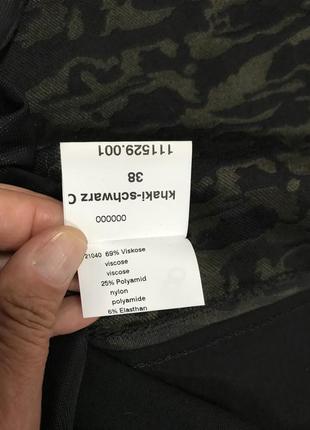 111529.001
38
khaki-schwarz C
000000
21040 69% Viskose
viscose
viscose
25% Polyamid
nylon
polyamide
6% Elasthan